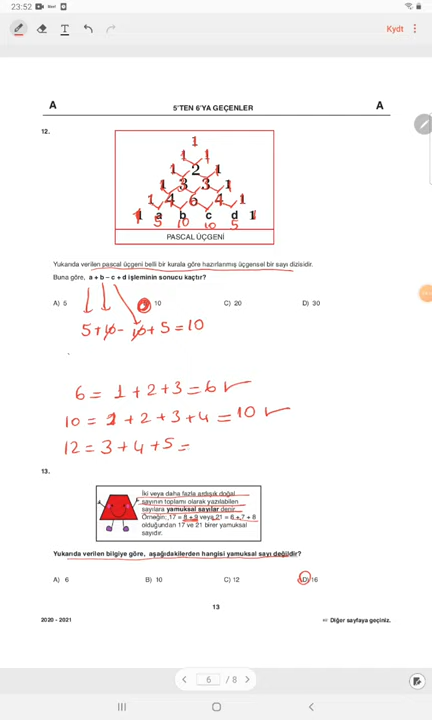 23:52
Kydt
A 5'TEN 6'YA GEÇENLER A
12.
1
1 1
1 2 1
1 3 3 1
1 4 6 4 1
1 a b c d 1
5 10 10 5
PASCAL ÜÇGENİ
Yukarıda verilen pascal üçgeni belli bir kurala göre hazırlanmış üçgensel bir sayı dizisidir.
Buna göre, a + b – c + d işleminin sonucu kaçtır?
A) 5 10 C) 20 D) 30
5+10-10+5=10
6 = 1+2+3=6
10 = 1+2+3+4=10
12 = 3+4+5=
13.
İki veya daha fazla ardışık doğal
sayının toplamı olarak yazılabilen
sayılara yamuksal sayılar denir.
Örneğin; 17 = 8 + 9 veya 21 = 6 + 7 + 8
olduğundan 17 ve 21 birer yamuksal
sayıdır.
Yukarıda verilen bilgiye göre, aşağıdakilerden hangisi yamuksal sayı değildir?
A) 6 B) 10 C) 12 D) 16
13
2020 - 2021 Diğer sayfaya geçiniz.
6 / 8